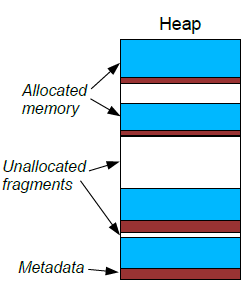 Heap
Allocated
memory
Unallocated
fragments
Metadata